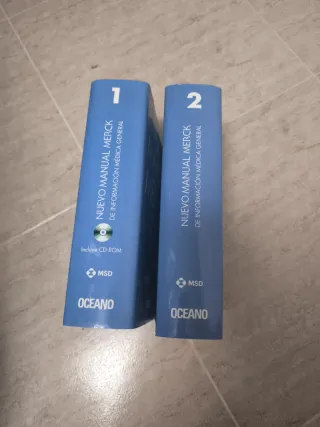 1
NUEVO MANUAL MERCK
DE INFORMACIÓN MÉDICA GENERAL
Incluye CD-ROM
MSD
OCEANO
2
NUEVO MANUAL MERCK
DE INFORMACIÓN MÉDICA GENERAL
MSD
OCEANO